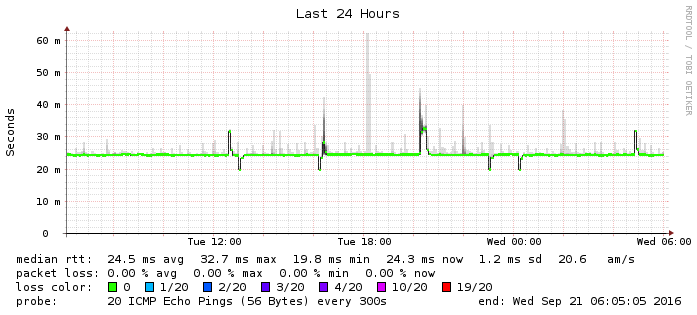 Last 24 Hours
RRDTOOL / TOBI OETIKER
Seconds
60 m
50 m
40 m
30 m
20 m
10 m
0
Tue 12:00 Tue 18:00 Wed 00:00 Wed 06:00
median rtt: 24.5 ms avg 32.7 ms max 19.8 ms min 24.3 ms now 1.2 ms sd 20.6 am/s
packet loss: 0.00 % avg 0.00 % max 0.00 % min 0.00 % now
loss color: 0 1/20 2/20 3/20 4/20 10/20 19/20
probe: 20 ICMP Echo Pings (56 Bytes) every 300s end: Wed Sep 21 06:05:05 2016